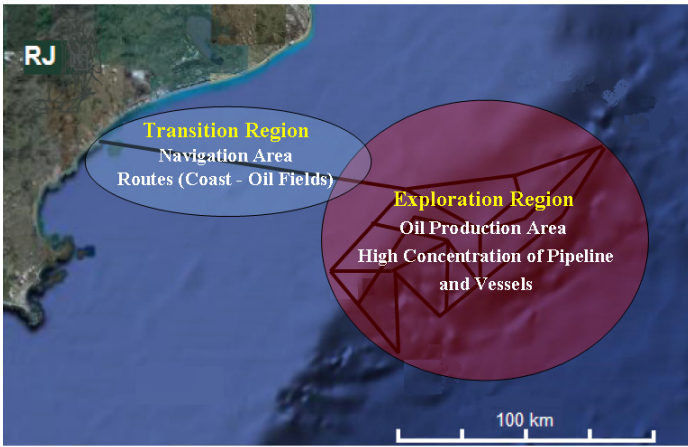 RJ
Transition Region
Navigation Area
Routes (Coast - Oil Fields)
Exploration Region
Oil Production Area
High Concentration of Pipeline
and Vessels
100 km